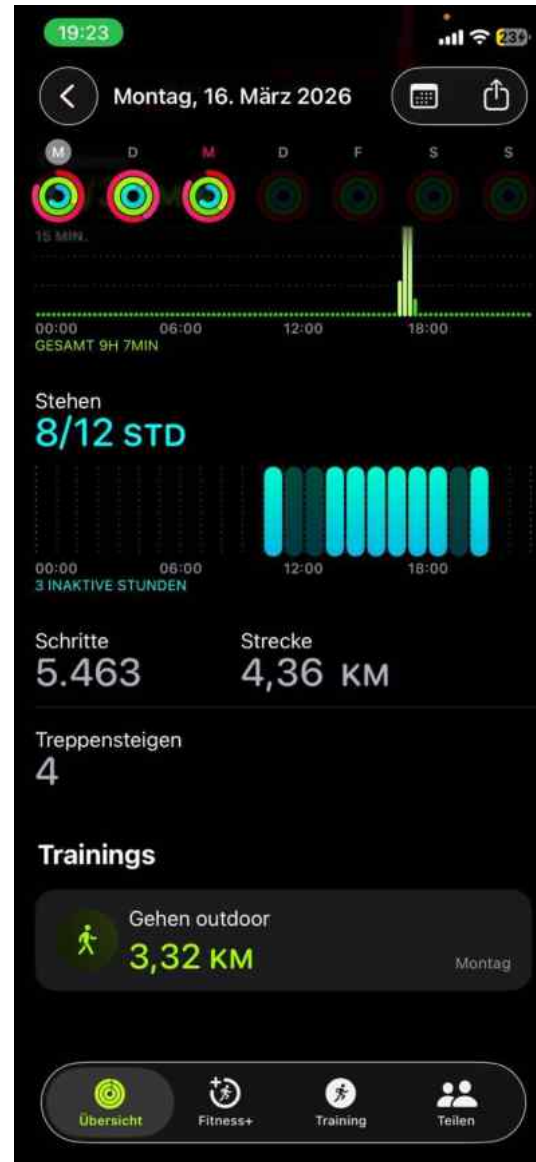 19:23
23
Montag, 16. März 2026
M D M D F S S
15 MIN.
00:00 06:00 12:00 18:00
GESAMT 9H 7MIN
Stehen
8/12 STD
00:00 06:00 12:00 18:00
3 INAKTIVE STUNDEN
Schritte Strecke
5.463 4,36 KM
Treppensteigen
4
Trainings
Gehen outdoor
3,32 KM
Montag
Übersicht Fitness+ Training Teilen